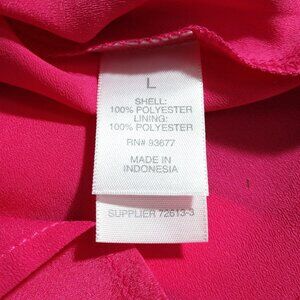 L
SHELL:
100% POLYESTER
LINING:
100% POLYESTER
RN# 93677
MADE IN
INDONESIA
SUPPLIER 72613-3